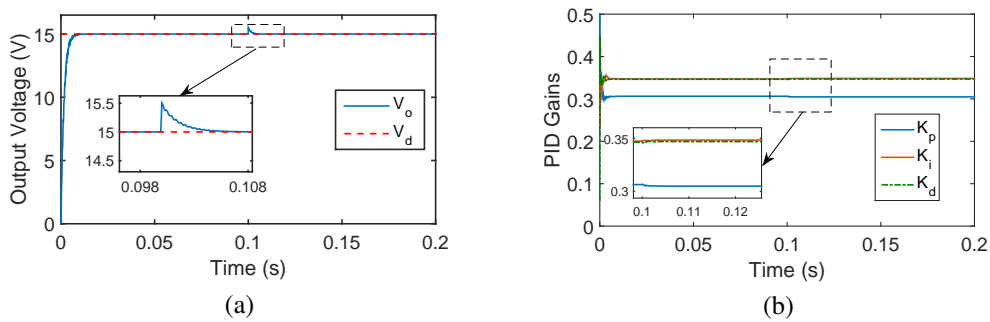 Output Voltage (V)
15
10
5
0
0
0.05
0.1
0.15
0.2
Time (s)
15.5
15
14.5
0.098
0.108
V_o
V_d
(a)
PID Gains
0.5
0.4
0.3
0.2
0.1
0
0
0.05
0.1
0.15
0.2
Time (s)
0.35
0.3
0.1
0.11
0.12
K_p
K_i
K_d
(b)